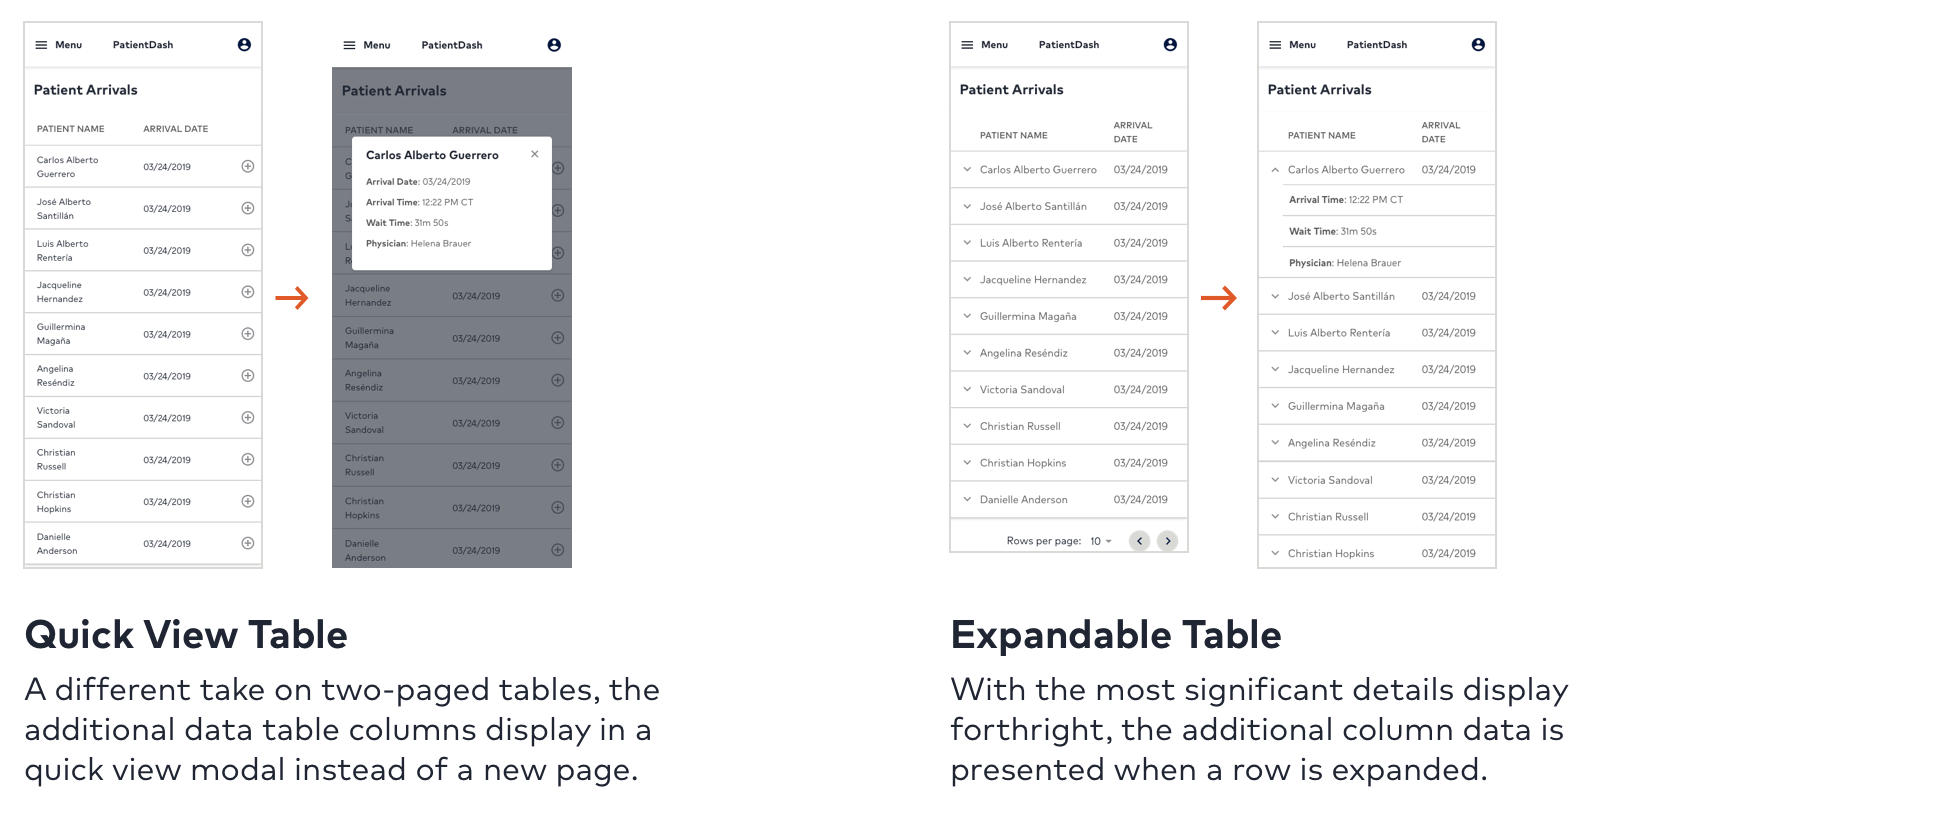 Menu PatientDash
Patient Arrivals
PATIENT NAME ARRIVAL DATE
Carlos Alberto
Guerrero
03/24/2019
José Alberto
Santillán
03/24/2019
Luis Alberto
Rentería
03/24/2019
Jacqueline
Hernandez
03/24/2019
Guillermina
Magaña
03/24/2019
Angelina
Reséndiz
03/24/2019
Victoria
Sandoval
03/24/2019
Christian
Russell
03/24/2019
Christian
Hopkins
03/24/2019
Danielle
Anderson
03/24/2019
Menu PatientDash
Patient Arrivals
PATIENT NAME ARRIVAL DATE
Carlos Alberto Guerrero
Arrival Date: 03/24/2019
Arrival Time: 12:22 PM CT
Wait Time: 31m 50s
Physician: Helena Brauer
Jacqueline
Hernandez
03/24/2019
Guillermina
Magaña
03/24/2019
Angelina
Reséndiz
03/24/2019
Victoria
Sandoval
03/24/2019
Christian
Russell
03/24/2019
Christian
Hopkins
03/24/2019
Danielle
Anderson
03/24/2019
Quick View Table
A different take on two-paged tables, the
additional data table columns display in a
quick view modal instead of a new page.
Menu PatientDash
Patient Arrivals
PATIENT NAME
ARRIVAL
DATE
Carlos Alberto Guerrero 03/24/2019
José Alberto Santillán 03/24/2019
Luis Alberto Rentería 03/24/2019
Jacqueline Hernandez 03/24/2019
Guillermina Magaña 03/24/2019
Angelina Reséndiz 03/24/2019
Victoria Sandoval 03/24/2019
Christian Russell 03/24/2019
Christian Hopkins 03/24/2019
Danielle Anderson 03/24/2019
Rows per page: 10
Menu PatientDash
Patient Arrivals
PATIENT NAME
ARRIVAL
DATE
Carlos Alberto Guerrero 03/24/2019
Arrival Time: 12:22 PM CT
Wait Time: 31m 50s
Physician: Helena Brauer
José Alberto Santillán 03/24/2019
Luis Alberto Rentería 03/24/2019
Jacqueline Hernandez 03/24/2019
Guillermina Magaña 03/24/2019
Angelina Reséndiz 03/24/2019
Victoria Sandoval 03/24/2019
Christian Russell 03/24/2019
Christian Hopkins 03/24/2019
Expandable Table
With the most significant details display
forthright, the additional column data is
presented when a row is expanded.